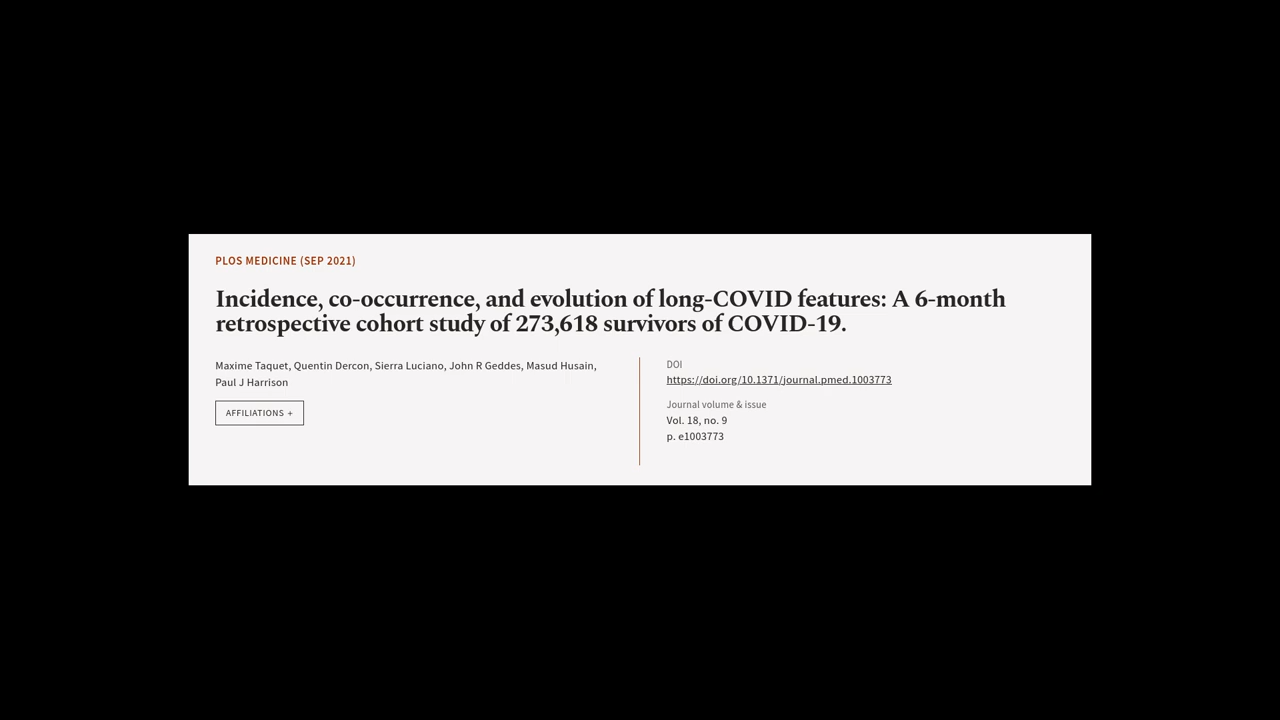 PLOS MEDICINE (SEP 2021)
Incidence, co-occurrence, and evolution of long-COVID features: A 6-month
retrospective cohort study of 273,618 survivors of COVID-19.
Maxime Taquet, Quentin Dercon, Sierra Luciano, John R Geddes, Masud Husain,
Paul J Harrison
AFFILIATIONS +
DOI
https://doi.org/10.1371/journal.pmed.1003773
Journal volume & issue
Vol. 18, no. 9
p. e1003773